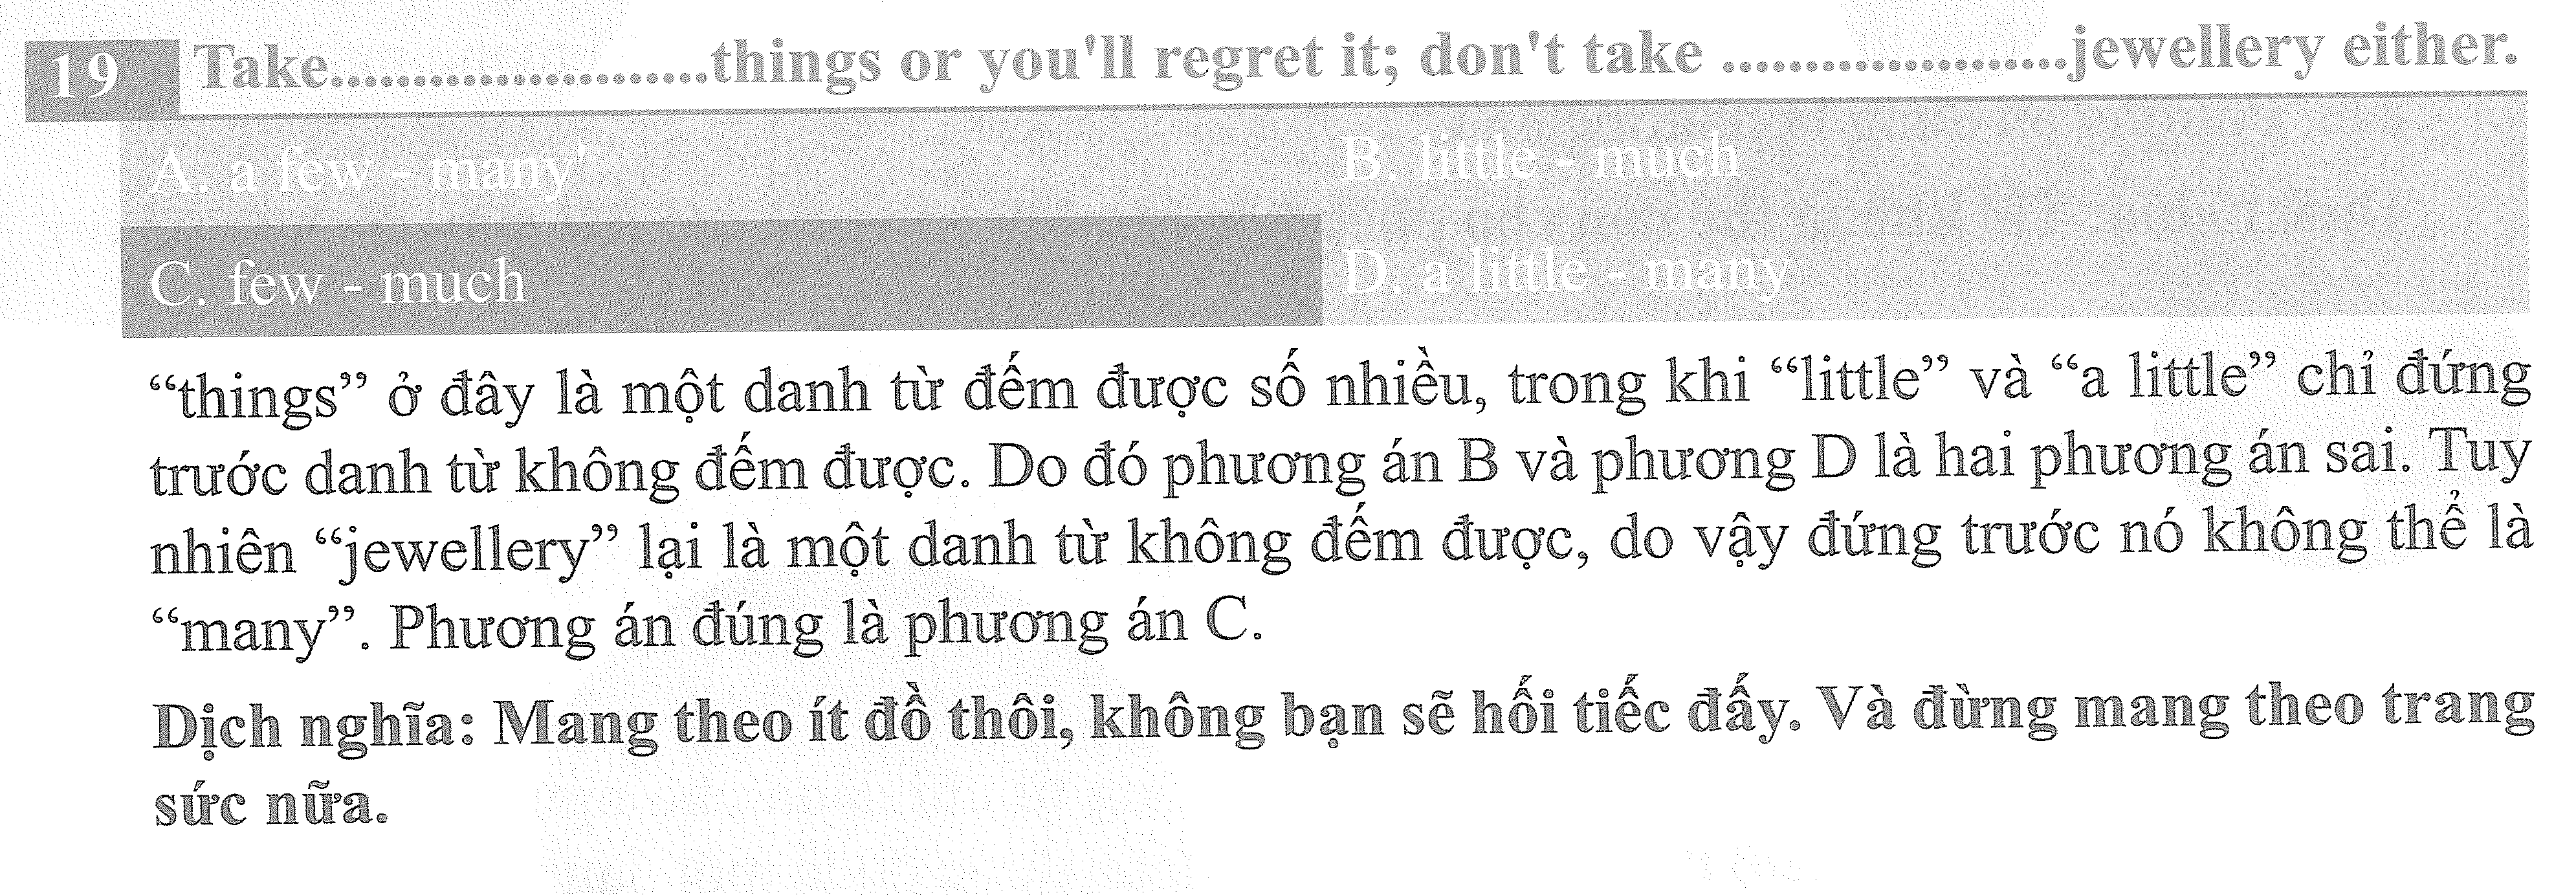 19 Take......................things or you'll regret it; don't take ....................jewellery either.
A. a few - many' B. little - much
C. few - much D. a little - many
“things” ở đây là một danh từ đếm được số nhiều, trong khi “little” và “a little” chỉ đứng
trước danh từ không đếm được. Do đó phương án B và phương D là hai phương án sai. Tuy
nhiên “jewellery” lại là một danh từ không đếm được, do vậy đứng trước nó không thể là
“many”. Phương án đúng là phương án C.
Dịch nghĩa: Mang theo ít đồ thôi, không bạn sẽ hối tiếc đấy. Và đừng mang theo trang
sức nữa.